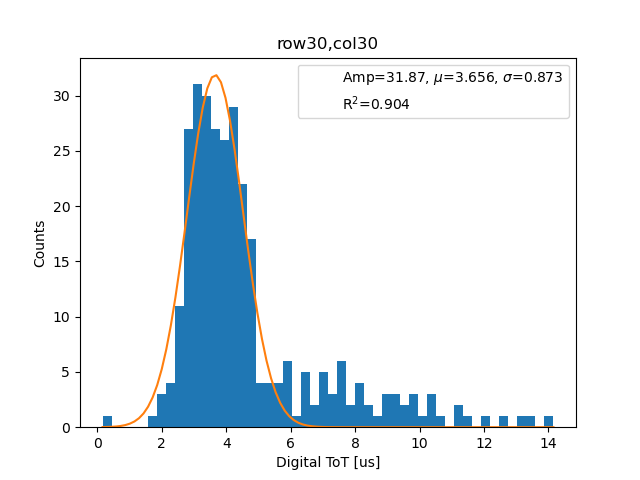 row30,col30
Amp=31.87, μ=3.656, σ=0.873
R²=0.904
Counts
30
25
20
15
10
5
0
0 2 4 6 8 10 12 14
Digital ToT [us]